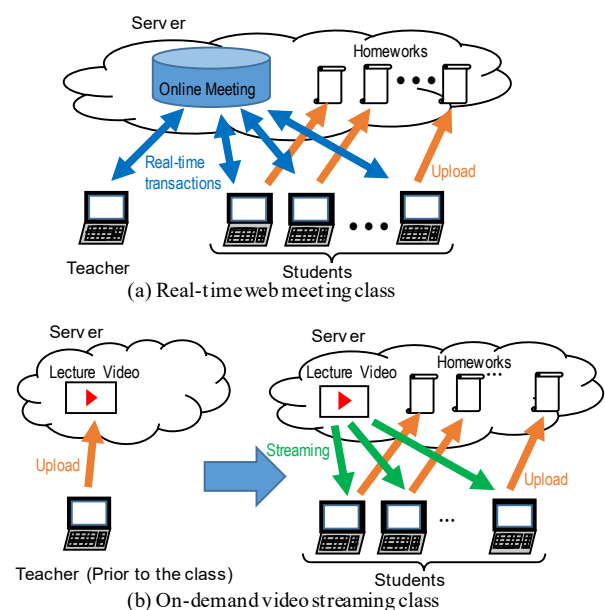 Server
Homeworks
Online Meeting
Real-time
transactions
Upload
Teacher
Students
(a) Real-time web meeting class
Server
Lecture Video
Upload
Teacher (Prior to the class)
Server
Lecture Video
Homeworks
...
Streaming
Upload
...
Students
(b) On-demand video streaming class